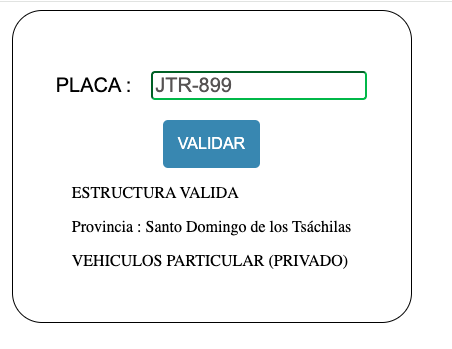 PLACA : JTR-899
VALIDAR
ESTRUCTURA VALIDA
Provincia : Santo Domingo de los Tsáchilas
VEHICULOS PARTICULAR (PRIVADO)